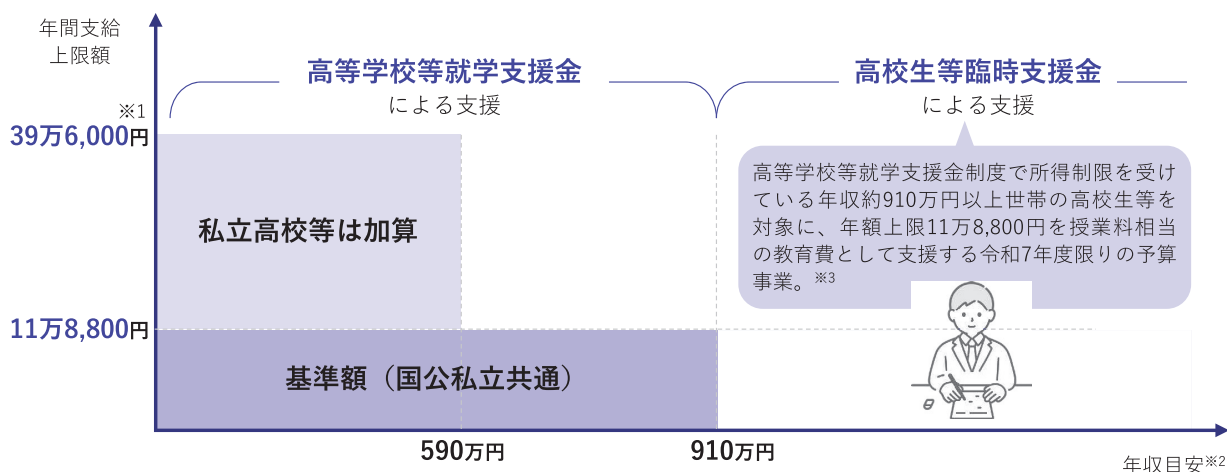 年間支給
上限額
高等学校等就学支援金
による支援
高校生等臨時支援金
による支援
※1
39万6,000円
高等学校等就学支援金制度で所得制限を受け
ている年収約910万円以上世帯の高校生等を
対象に、年額上限11万8,800円を授業料相当
の教育費として支援する令和7年度限りの予算
事業。※3
私立高校等は加算
11万8,800円
基準額（国公私立共通）
590万円
910万円
年収目安※2